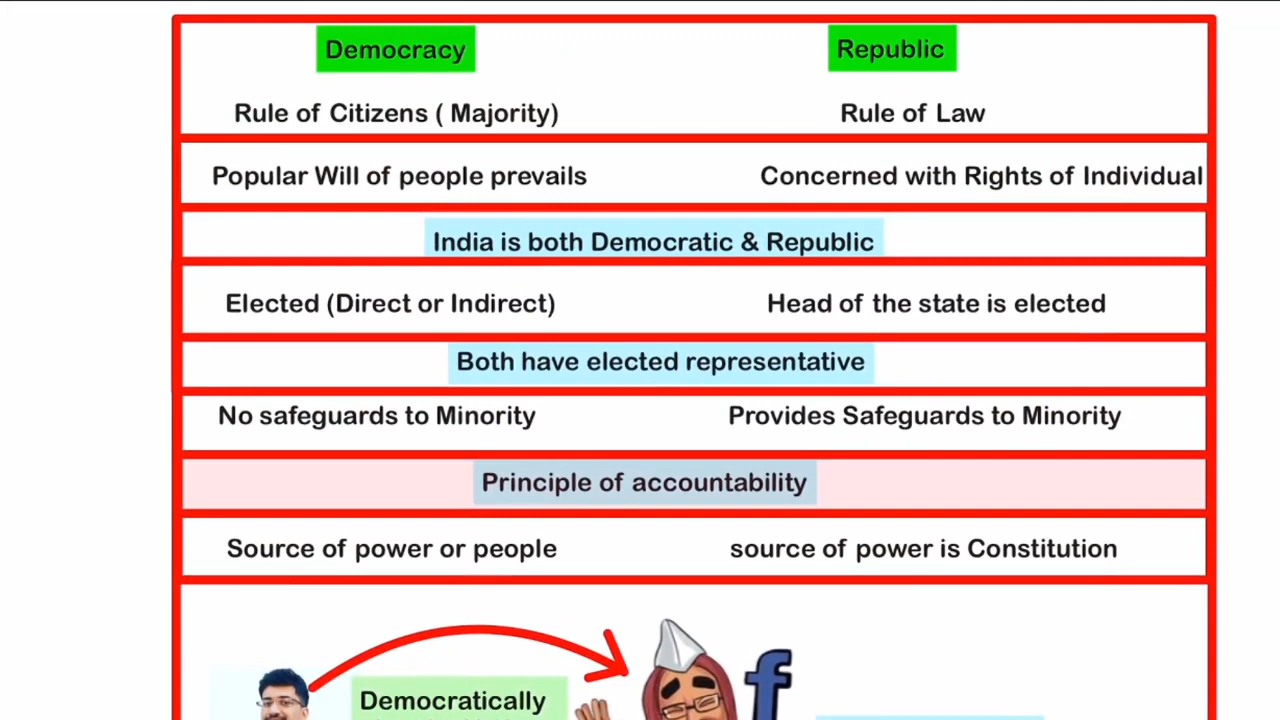 Democracy Republic
Rule of Citizens ( Majority) Rule of Law
Popular Will of people prevails Concerned with Rights of Individual
India is both Democratic & Republic
Elected (Direct or Indirect) Head of the state is elected
Both have elected representative
No safeguards to Minority Provides Safeguards to Minority
Principle of accountability
Source of power or people source of power is Constitution
Democratically